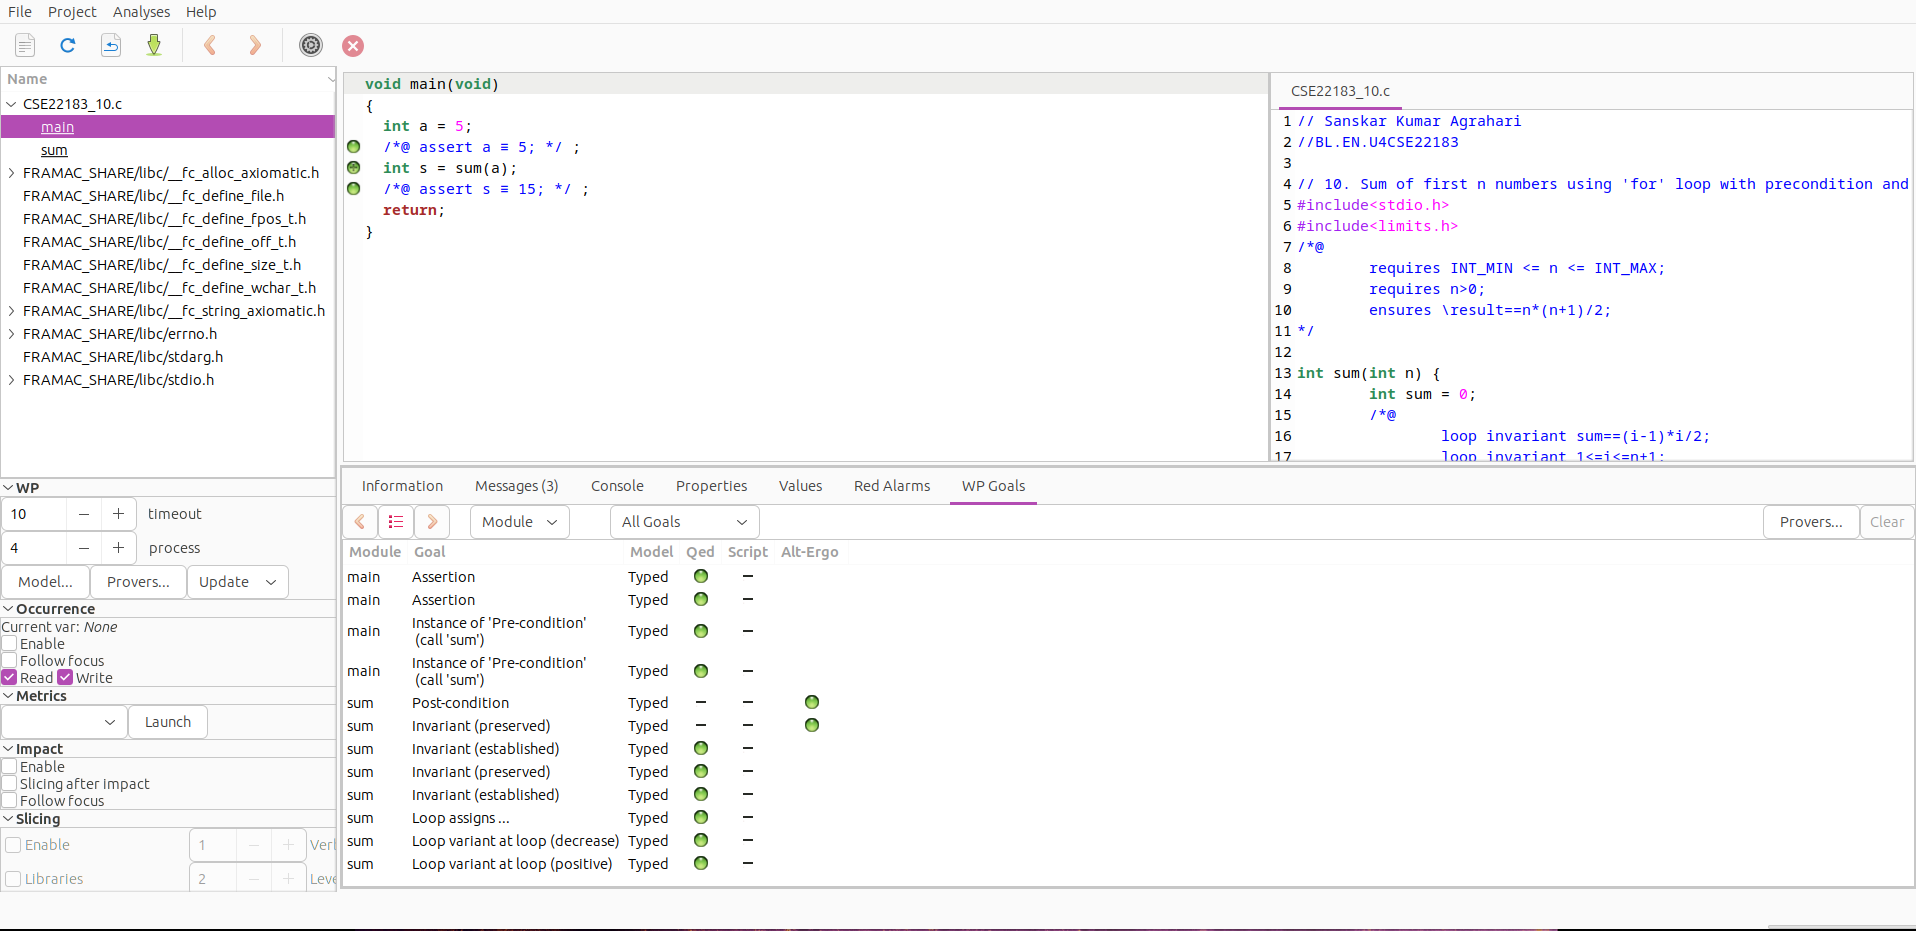 File Project Analyses Help
Name
CSE22183_10.c
main
sum
FRAMAC_SHARE/libc/__fc_alloc_axiomatic.h
FRAMAC_SHARE/libc/__fc_define_file.h
FRAMAC_SHARE/libc/__fc_define_fpos_t.h
FRAMAC_SHARE/libc/__fc_define_off_t.h
FRAMAC_SHARE/libc/__fc_define_size_t.h
FRAMAC_SHARE/libc/__fc_define_wchar_t.h
FRAMAC_SHARE/libc/__fc_string_axiomatic.h
FRAMAC_SHARE/libc/errno.h
FRAMAC_SHARE/libc/stdarg.h
FRAMAC_SHARE/libc/stdio.h
WP
10 − + timeout
4 − + process
Model... Provers... Update
Occurrence
Current var: None
Enable
Follow focus
Read Write
Metrics
Launch
Impact
Enable
Slicing after impact
Follow focus
Slicing
Enable 1 − +
Libraries 2 − +
void main(void)
{
int a = 5;
/*@ assert a ≡ 5; */ ;
int s = sum(a);
/*@ assert s ≡ 15; */ ;
return;
}
CSE22183_10.c
1 // Sanskar Kumar Agrahari
2 //BL.EN.U4CSE22183
3
4 // 10. Sum of first n numbers using 'for' loop with precondition and
5 #include<stdio.h>
6 #include<limits.h>
7 /*@
8 requires INT_MIN <= n <= INT_MAX;
9 requires n>0;
10 ensures \result==n*(n+1)/2;
11 */
12
13 int sum(int n) {
14 int sum = 0;
15 /*@
16 loop invariant sum==(i-1)*i/2;
17 loop invariant 1<=i<=n+1;
Information Messages (3) Console Properties Values Red Alarms WP Goals
Module All Goals Provers... Clear
Module Goal Model Qed Script Alt-Ergo
main Assertion Typed −
main Assertion Typed −
main Instance of 'Pre-condition' (call 'sum') Typed −
main Instance of 'Pre-condition' (call 'sum') Typed −
sum Post-condition Typed − −
sum Invariant (preserved) Typed − −
sum Invariant (established) Typed −
sum Invariant (preserved) Typed −
sum Invariant (established) Typed −
sum Loop assigns ... Typed −
sum Loop variant at loop (decrease) Typed −
sum Loop variant at loop (positive) Typed −